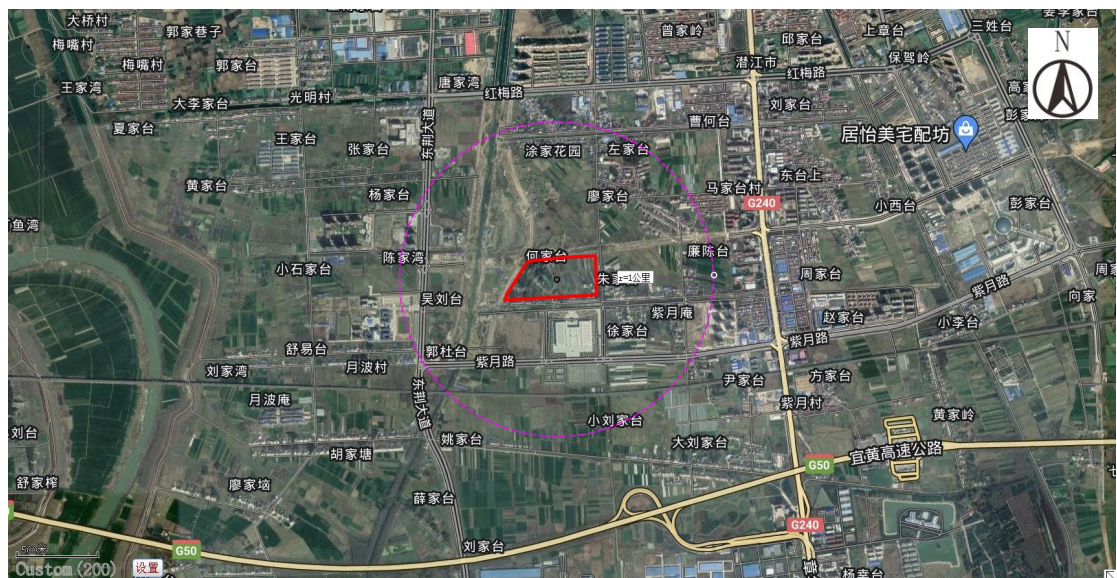 大桥村
郭家巷子
曾家岭
邱家台
上章台
三姓台
梅嘴村
梅嘴村
郭家台
潜江市
保驾岭
N
王家湾
大李家台
光明村
唐家湾
红梅路
红梅路
刘家台
夏家台
王家台
张家台
东荆大道
涂家花园
左家台
曹何台
居怡美宅配坊
黄家台
杨家台
廖家台
马家台村
东台上
G240
小西台
彭家台
陈家湾
何家台
廉陈台
小石家台
r=1公里
周家台
吴刘台
紫月庵
紫月路
向家
徐家台
赵家台
小李台
舒易台
郭杜台
紫月路
紫月路
刘家湾
月波村
尹家台
方家台
月波庵
东荆大道
紫月村
黄家岭
小刘家台
姚家台
大刘家台
胡家塘
宜黄高速公路
G50
舒家榨
廖家垴
薛家台
G240
刘家台
G50
500米
Custom(200)
设置
杨幸台